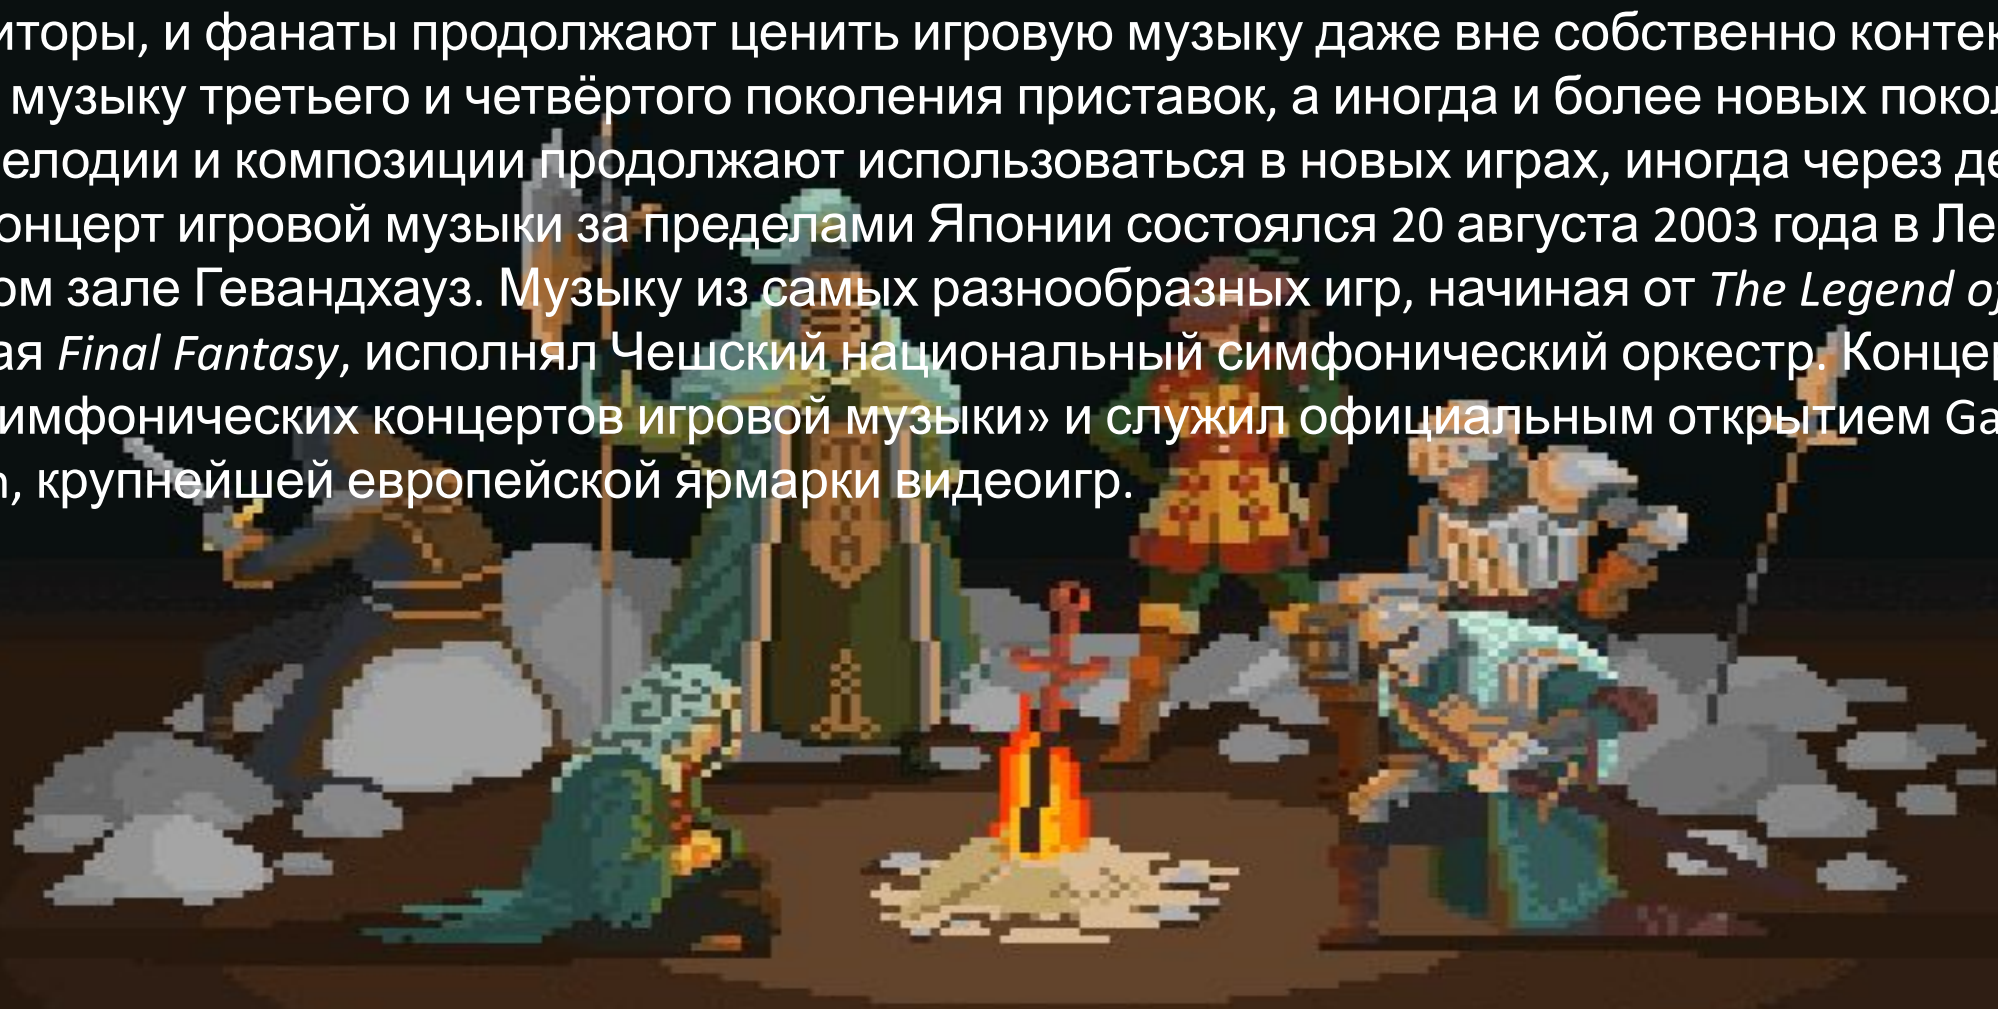 иторы, и фанаты продолжают ценить игровую музыку даже вне собственно контек
музыку третьего и четвёртого поколения приставок, а иногда и более новых покол
елодии и композиции продолжают использоваться в новых играх, иногда через де
онцерт игровой музыки за пределами Японии состоялся 20 августа 2003 года в Ле
ом зале Гевандхауз. Музыку из самых разнообразных игр, начиная от The Legend of
ая Final Fantasy, исполнял Чешский национальный симфонический оркестр. Концер
имфонических концертов игровой музыки» и служил официальным открытием Ga
n, крупнейшей европейской ярмарки видеоигр.